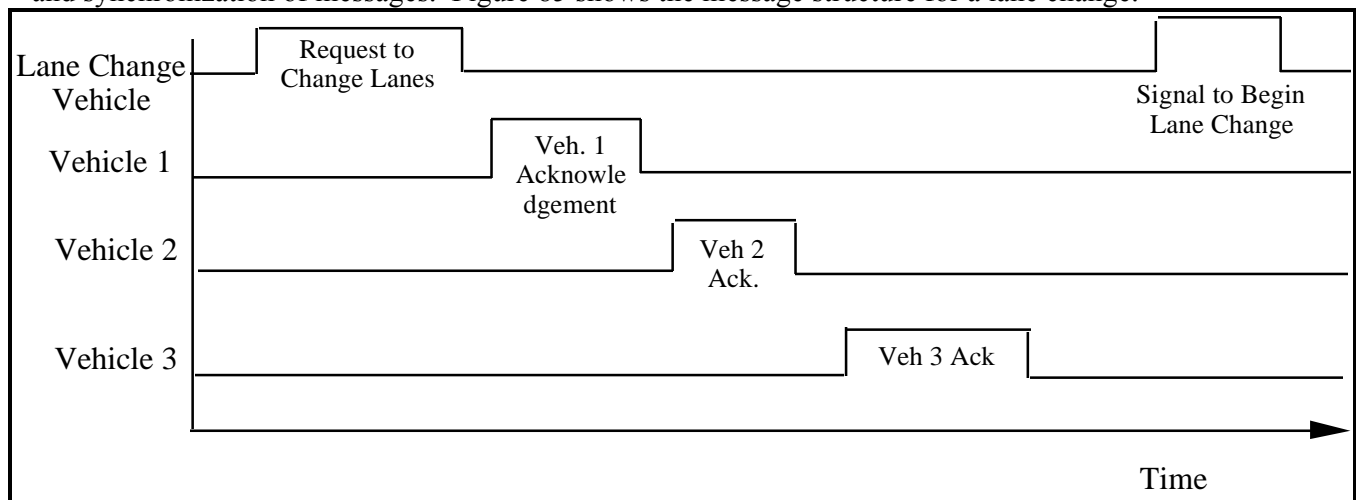 and synchronization of messages. Figure 65 shows the message structure for a lane change.
Lane Change
Vehicle
Request to
Change Lanes
Signal to Begin
Lane Change
Vehicle 1
Veh. 1
Acknowle
dgement
Vehicle 2
Veh 2
Ack.
Vehicle 3
Veh 3 Ack
Time